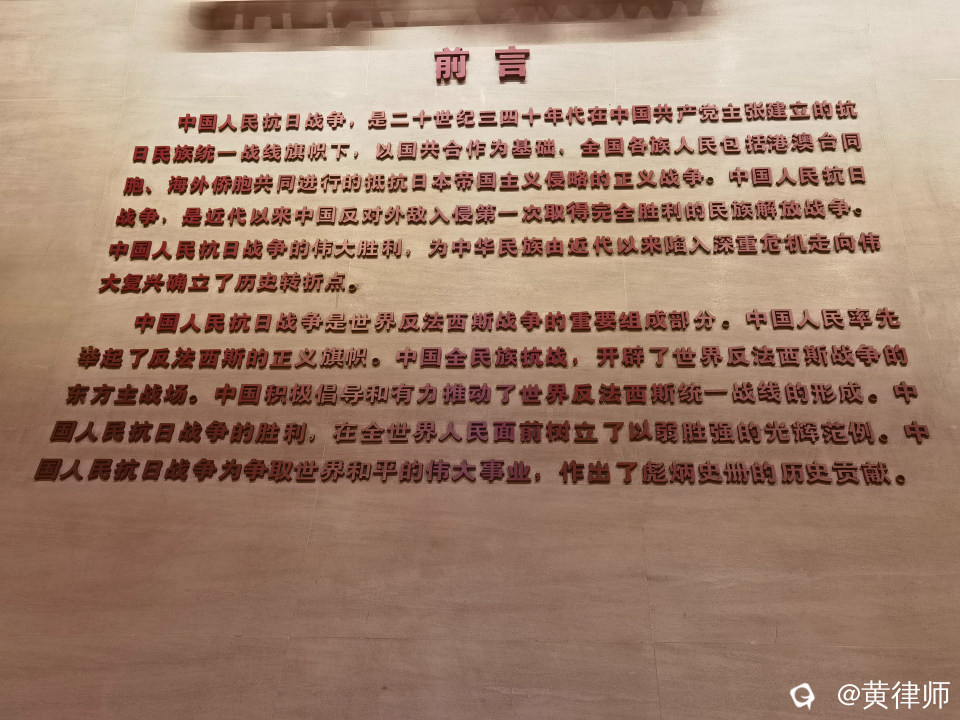 前言
中国人民抗日战争，是二十世纪三四十年代在中国共产党主张建立的抗
日民族统一战线旗帜下，以国共合作为基础，全国各族人民包括港澳台同
胞、海外侨胞共同进行的抵抗日本帝国主义侵略的正义战争。中国人民抗日
战争，是近代以来中国反对外敌入侵第一次取得完全胜利的民族解放战争。
中国人民抗日战争的伟大胜利，为中华民族由近代以来陷入深重危机走向伟
大复兴确立了历史转折点。
中国人民抗日战争是世界反法西斯战争的重要组成部分。中国人民率先
举起了反法西斯的正义旗帜。中国全民族抗战，开辟了世界反法西斯战争的
东方主战场。中国积极倡导和有力推动了世界反法西斯统一战线的形成。中
国人民抗日战争的胜利，在全世界人民面前树立了以弱胜强的光辉范例。中
国人民抗日战争为争取世界和平的伟大事业，作出了彪炳史册的历史贡献。
@黄律师